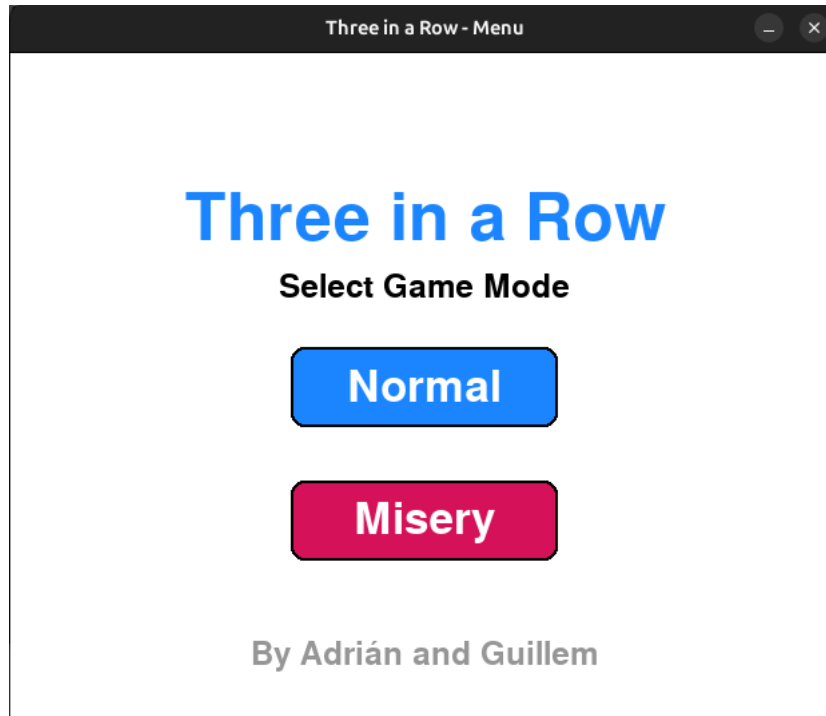 Three in a Row - Menu
Three in a Row
Select Game Mode
Normal
Misery
By Adrián and Guillem